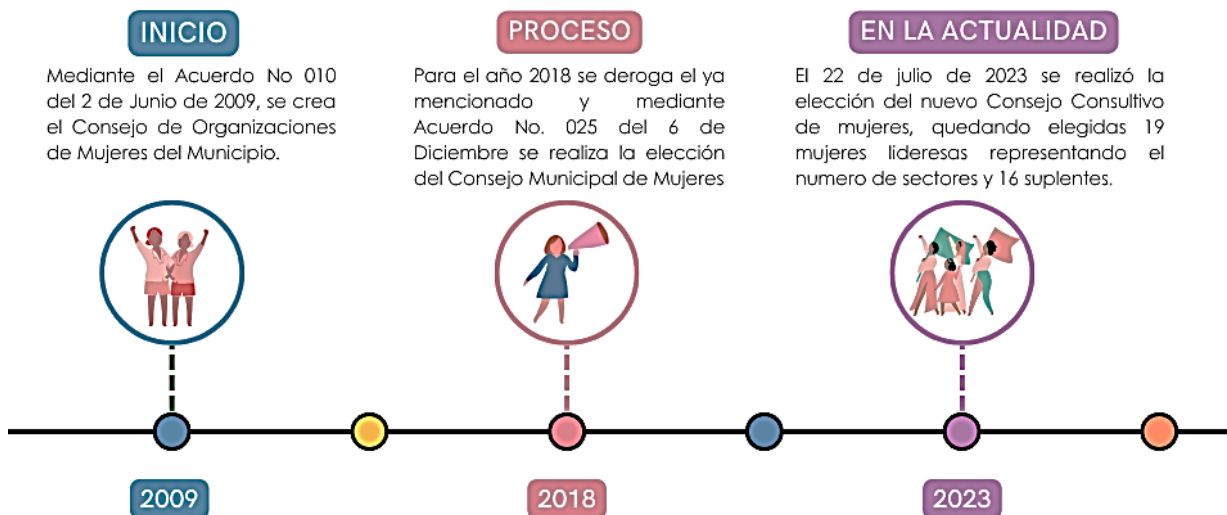 INICIO
Mediante el Acuerdo No 010
del 2 de Junio de 2009, se crea
el Consejo de Organizaciones
de Mujeres del Municipio.
PROCESO
Para el año 2018 se deroga el ya
mencionado y mediante
Acuerdo No. 025 del 6 de
Diciembre se realiza la elección
del Consejo Municipal de Mujeres
EN LA ACTUALIDAD
El 22 de julio de 2023 se realizó la
elección del nuevo Consejo Consultivo
de mujeres, quedando elegidas 19
mujeres lideresas representando el
numero de sectores y 16 suplentes.
2009
2018
2023